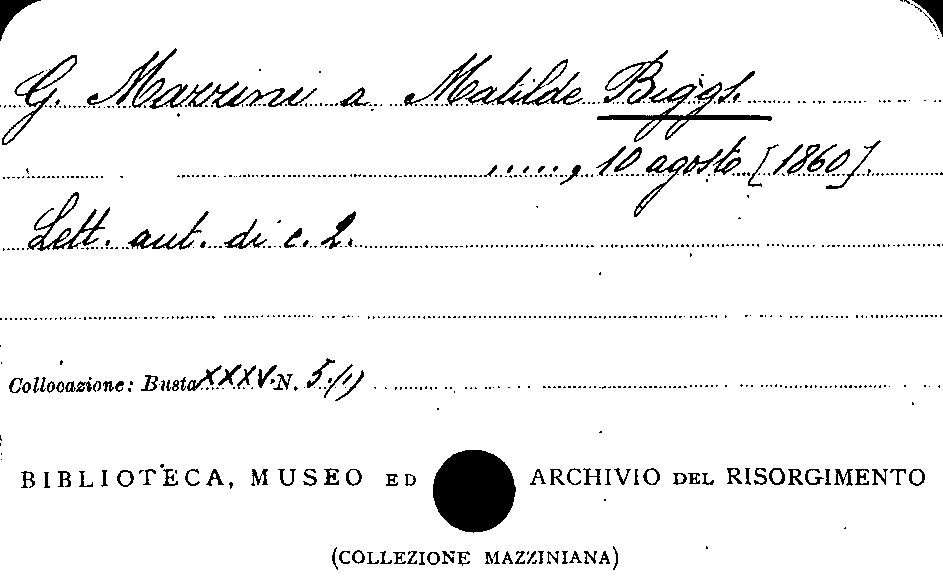 G. Mazzini a Matilde Biggs.
....., 10 agosto [1860].
Lett. aut. di c. 2.
Collocazione: Busta XXXV. N. 5.(1)
BIBLIOTECA, MUSEO ED ARCHIVIO DEL RISORGIMENTO
(COLLEZIONE MAZZINIANA)